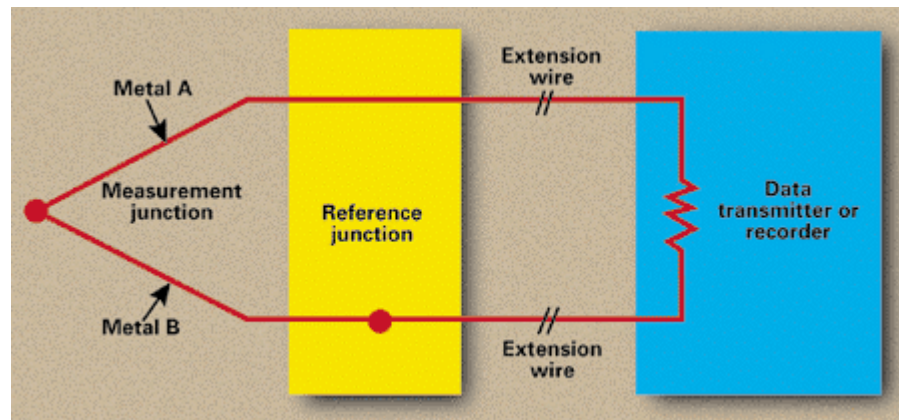 Metal A
Measurement
junction
Metal B
Reference
junction
Extension
wire
Extension
wire
Data
transmitter or
recorder